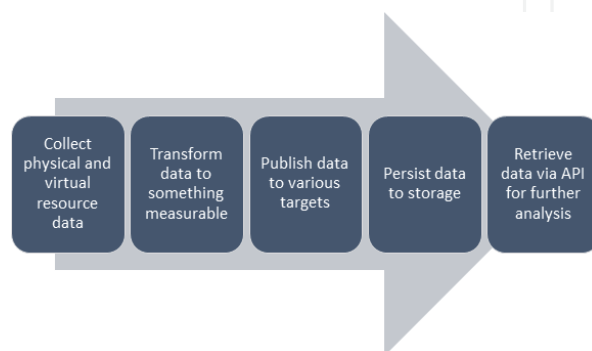 Collect
physical and
virtual
resource
data
Transform
data to
something
measurable
Publish data
to various
targets
Persist data
to storage
Retrieve
data via API
for further
analysis